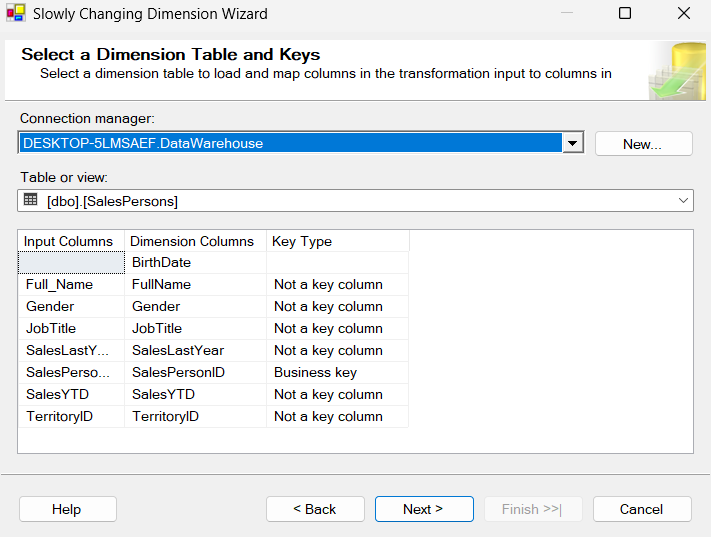 Slowly Changing Dimension Wizard
Select a Dimension Table and Keys
Select a dimension table to load and map columns in the transformation input to columns in
Connection manager:
DESKTOP-5LMSAEF.DataWarehouse
New...
Table or view:
[dbo].[SalesPersons]
Input Columns Dimension Columns Key Type
BirthDate
Full_Name FullName Not a key column
Gender Gender Not a key column
JobTitle JobTitle Not a key column
SalesLastY... SalesLastYear Not a key column
SalesPerso... SalesPersonID Business key
SalesYTD SalesYTD Not a key column
TerritoryID TerritoryID Not a key column
Help < Back Next > Finish >>| Cancel